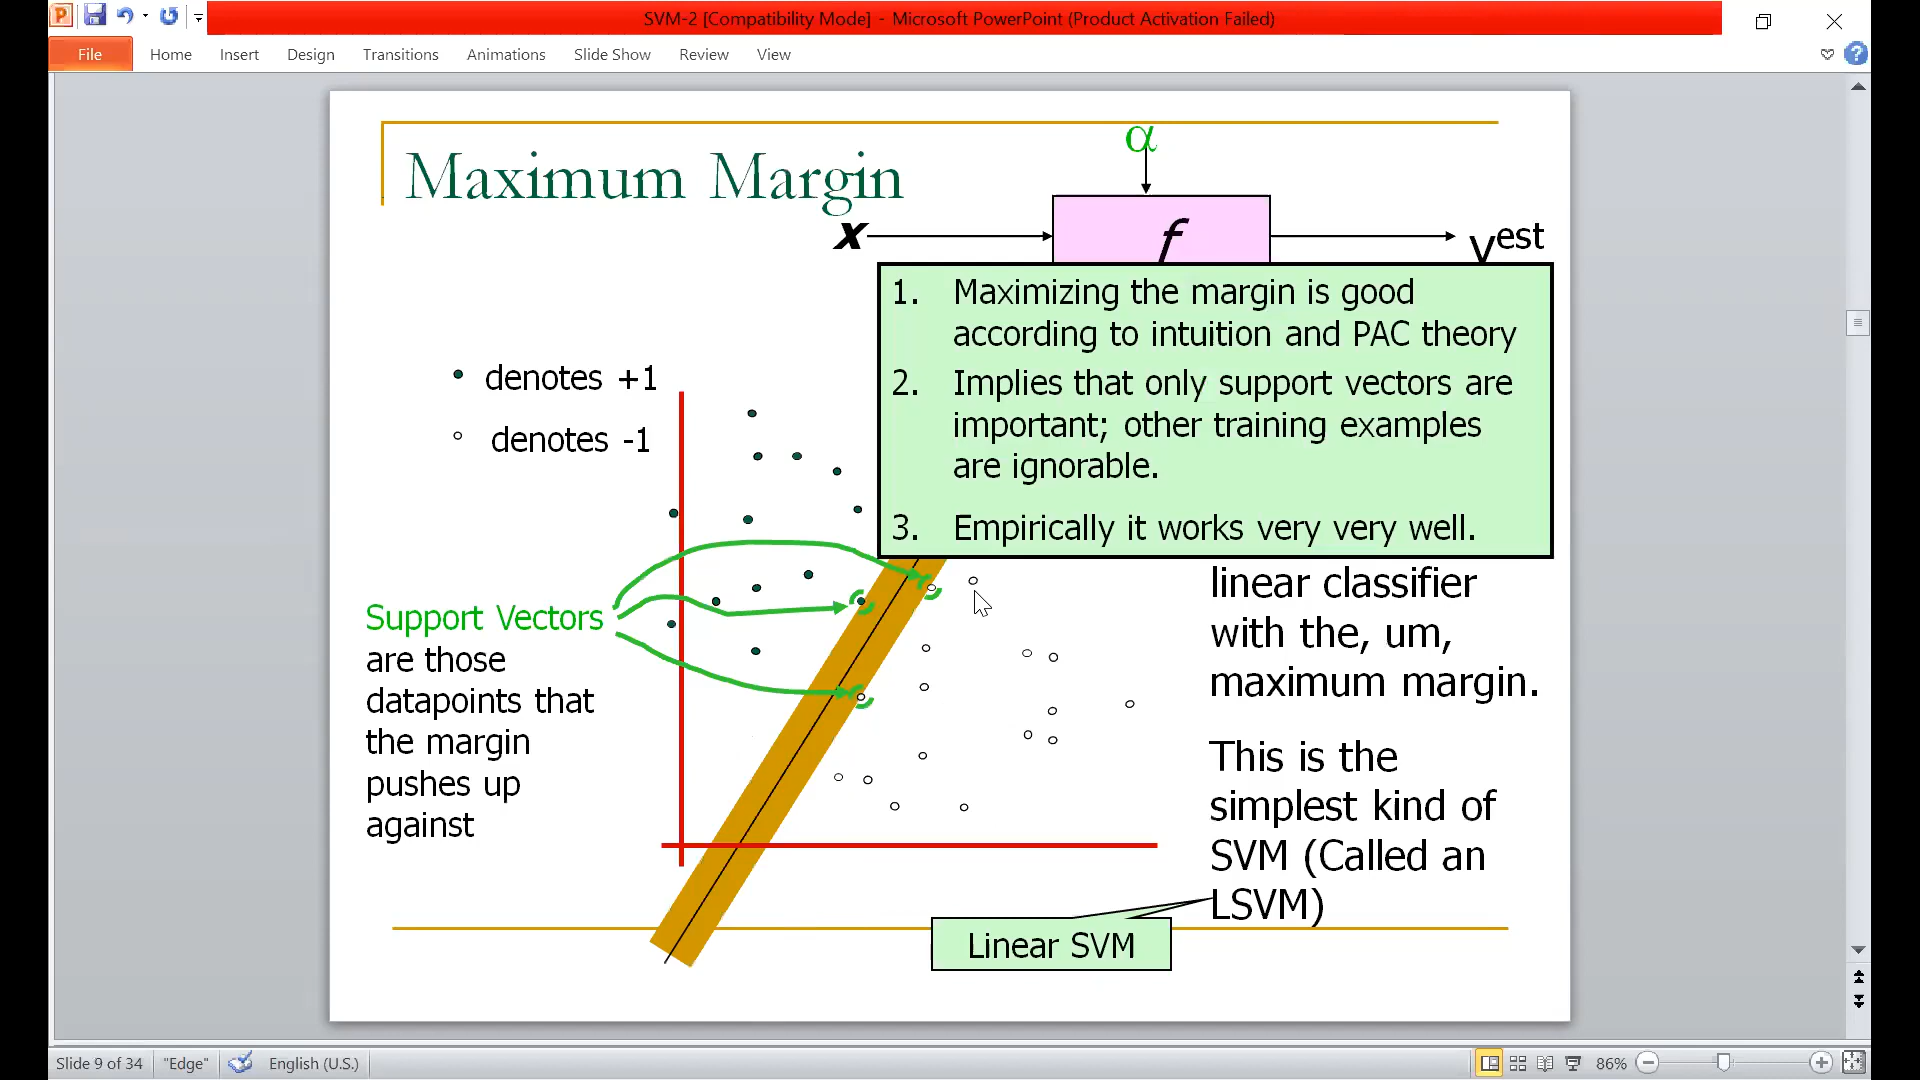 SVM-2 [Compatibility Mode] - Microsoft PowerPoint (Product Activation Failed)
File Home Insert Design Transitions Animations Slide Show Review View
α
Maximum Margin
x
f
yest
1. Maximizing the margin is good
according to intuition and PAC theory
2. Implies that only support vectors are
important; other training examples
are ignorable.
3. Empirically it works very very well.
denotes +1
denotes -1
Support Vectors
are those
datapoints that
the margin
pushes up
against
linear classifier
with the, um,
maximum margin.
This is the
simplest kind of
SVM (Called an
LSVM)
Linear SVM
Slide 9 of 34 "Edge" English (U.S.) 86%